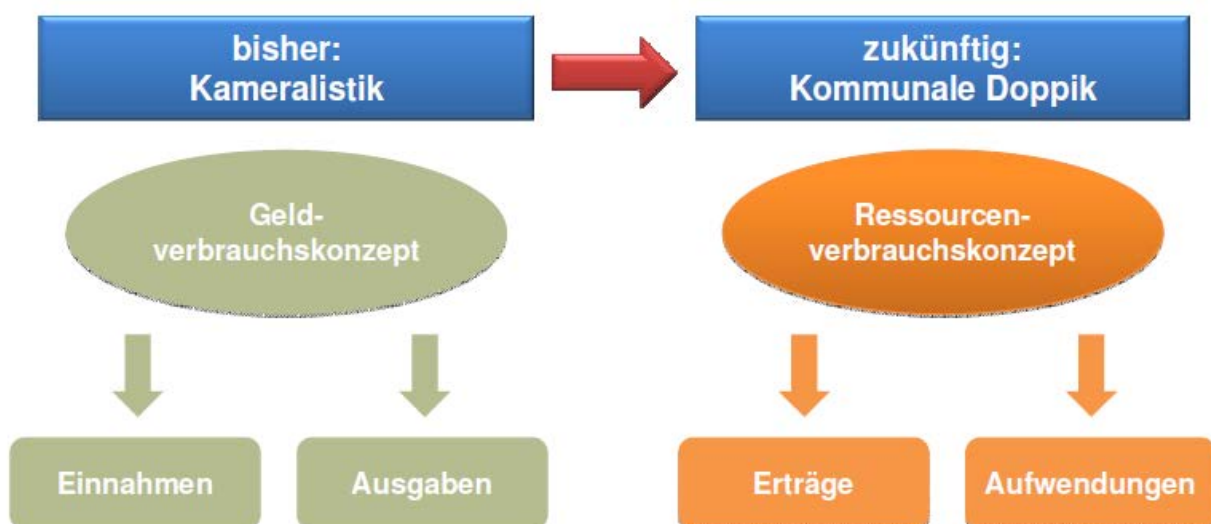 bisher:
Kameralistik
zukünftig:
Kommunale Doppik
Geld-
verbrauchskonzept
Ressourcen-
verbrauchskonzept
Einnahmen
Ausgaben
Erträge
Aufwendungen